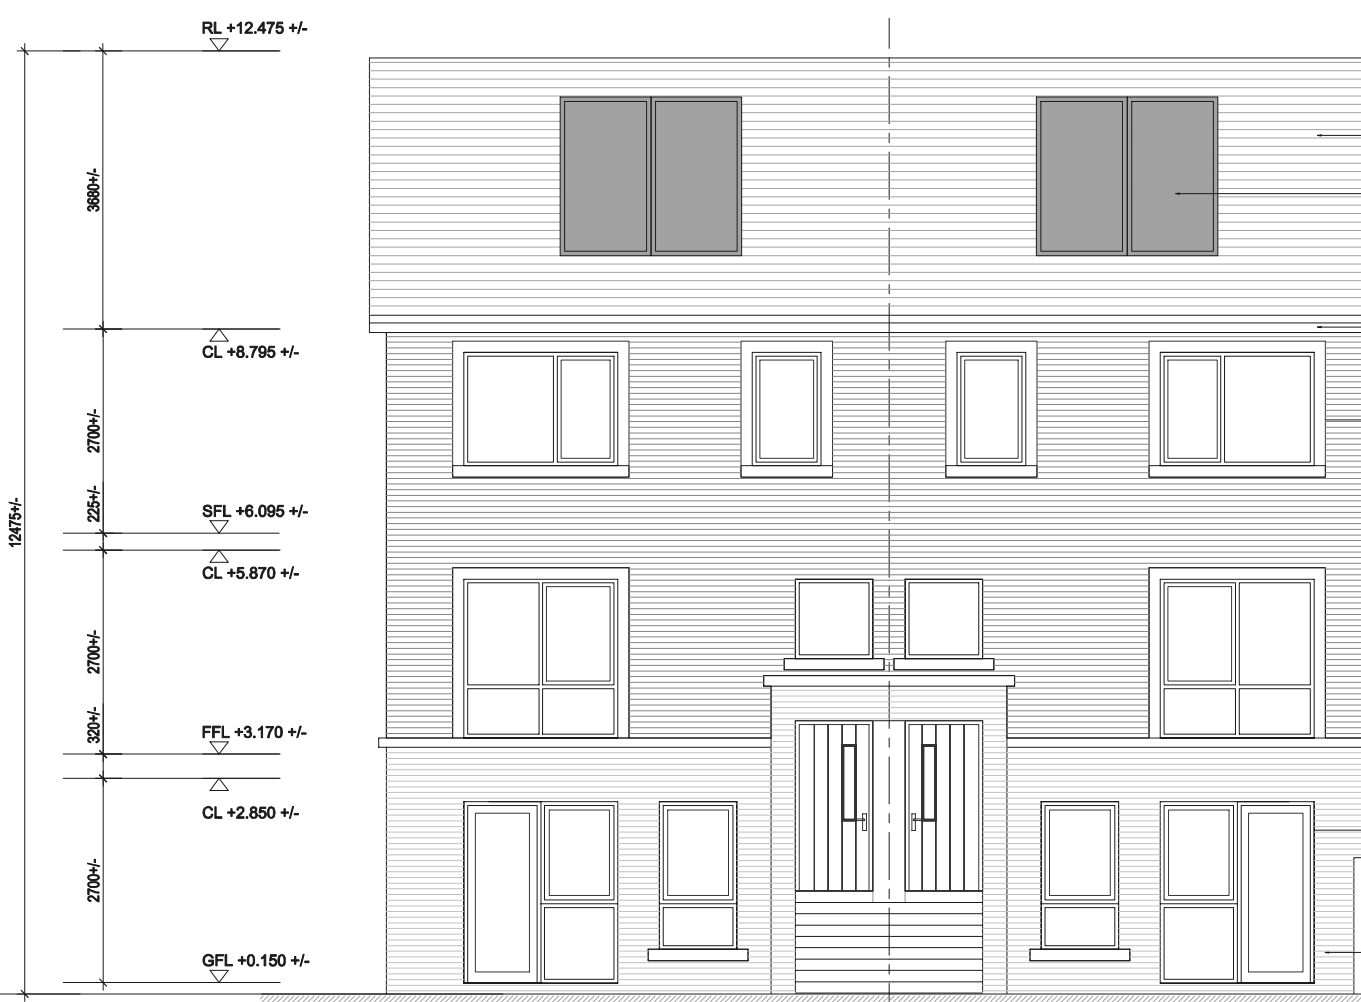 RL +12.475 +/-
3680+/-
CL +8.795 +/-
2700+/-
225+/-
12475+/-
SFL +6.095 +/-
CL +5.870 +/-
2700+/-
320+/-
FFL +3.170 +/-
CL +2.850 +/-
2700+/-
GFL +0.150 +/-